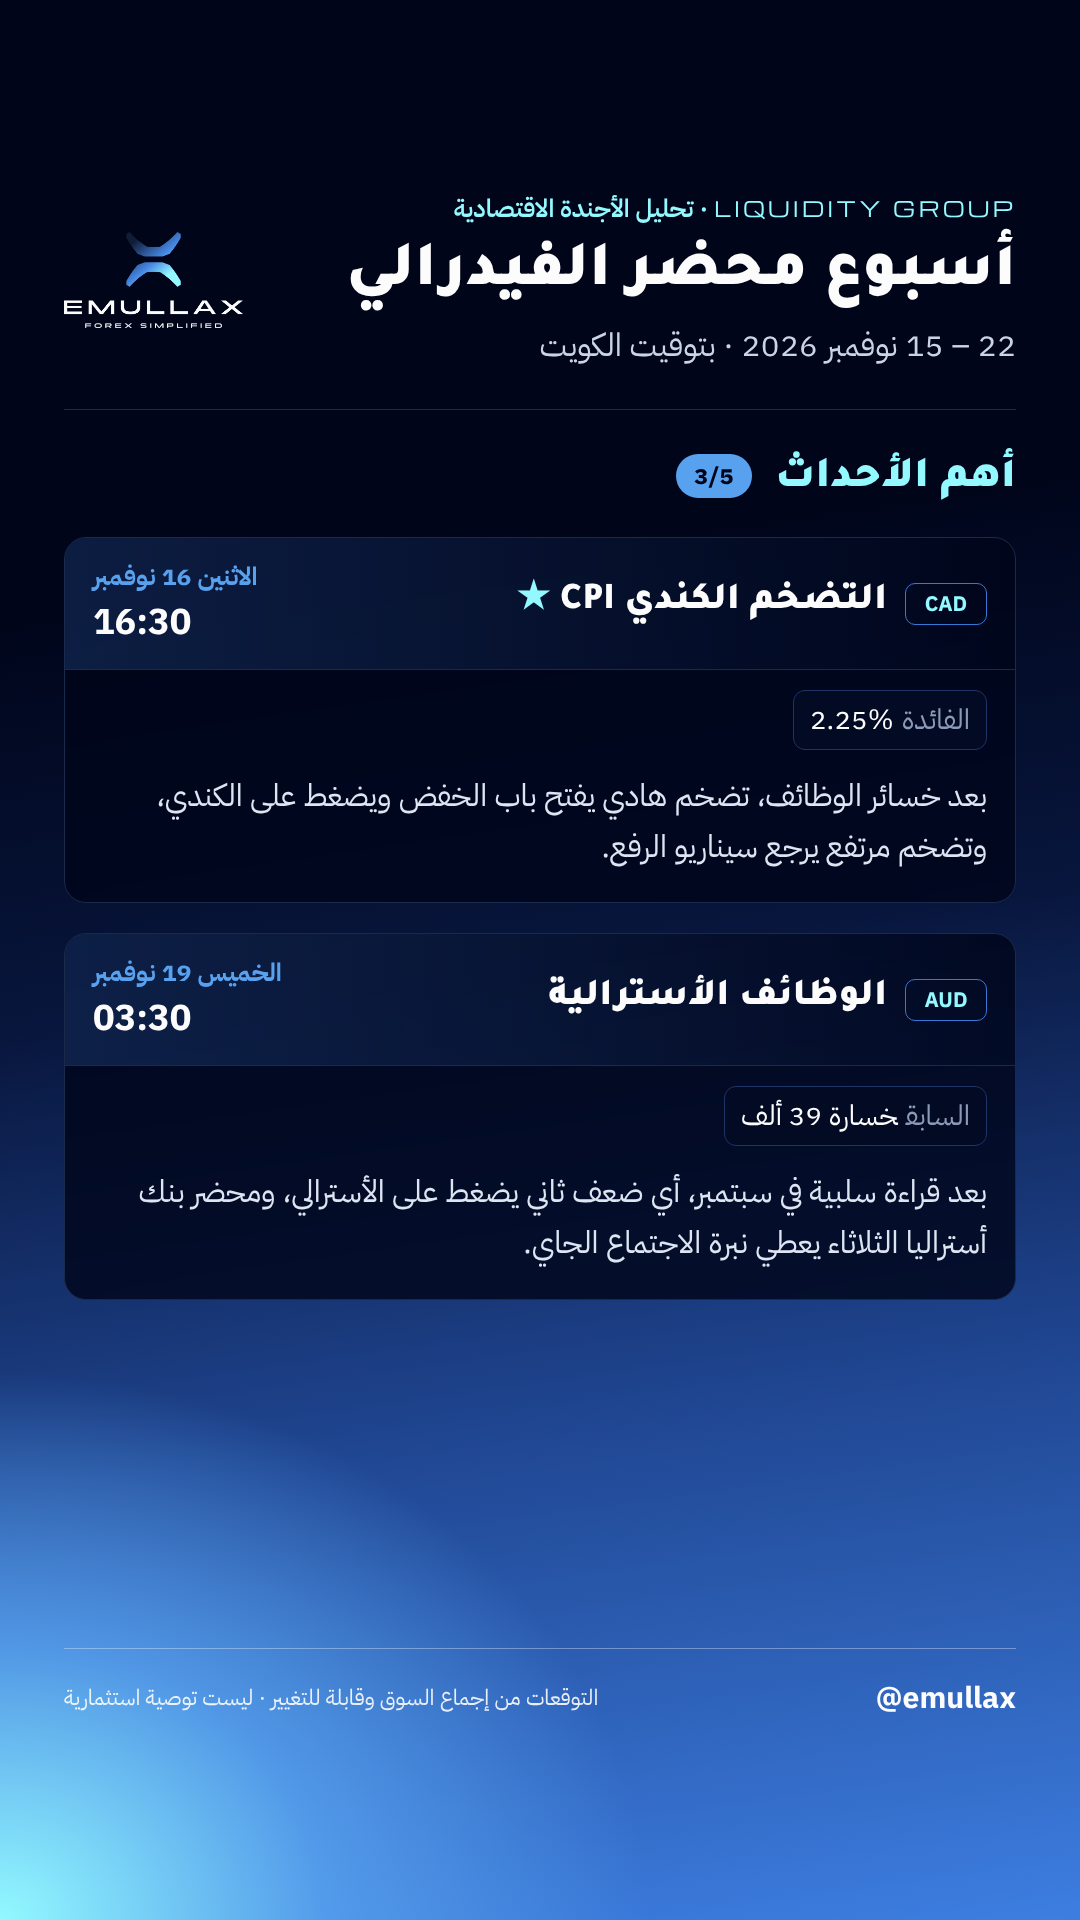 LIQUIDITY GROUP · تحليل الأجندة الاقتصادية
أسبوع محضر الفيدرالي
22 – 15 نوفمبر 2026 · بتوقيت الكويت
EMULLAX
FOREX SIMPLIFIED
أهم الأحداث 3/5
CAD التضخم الكندي CPI ★
الاثنين 16 نوفمبر
16:30
الفائدة 2.25%
بعد خسائر الوظائف، تضخم هادي يفتح باب الخفض ويضغط على الكندي،
وتضخم مرتفع يرجع سيناريو الرفع.
AUD الوظائف الأسترالية
الخميس 19 نوفمبر
03:30
السابق خسارة 39 ألف
بعد قراءة سلبية في سبتمبر، أي ضعف ثاني يضغط على الأسترالي، ومحضر بنك
أستراليا الثلاثاء يعطي نبرة الاجتماع الجاي.
@emullax
التوقعات من إجماع السوق وقابلة للتغيير · ليست توصية استثمارية